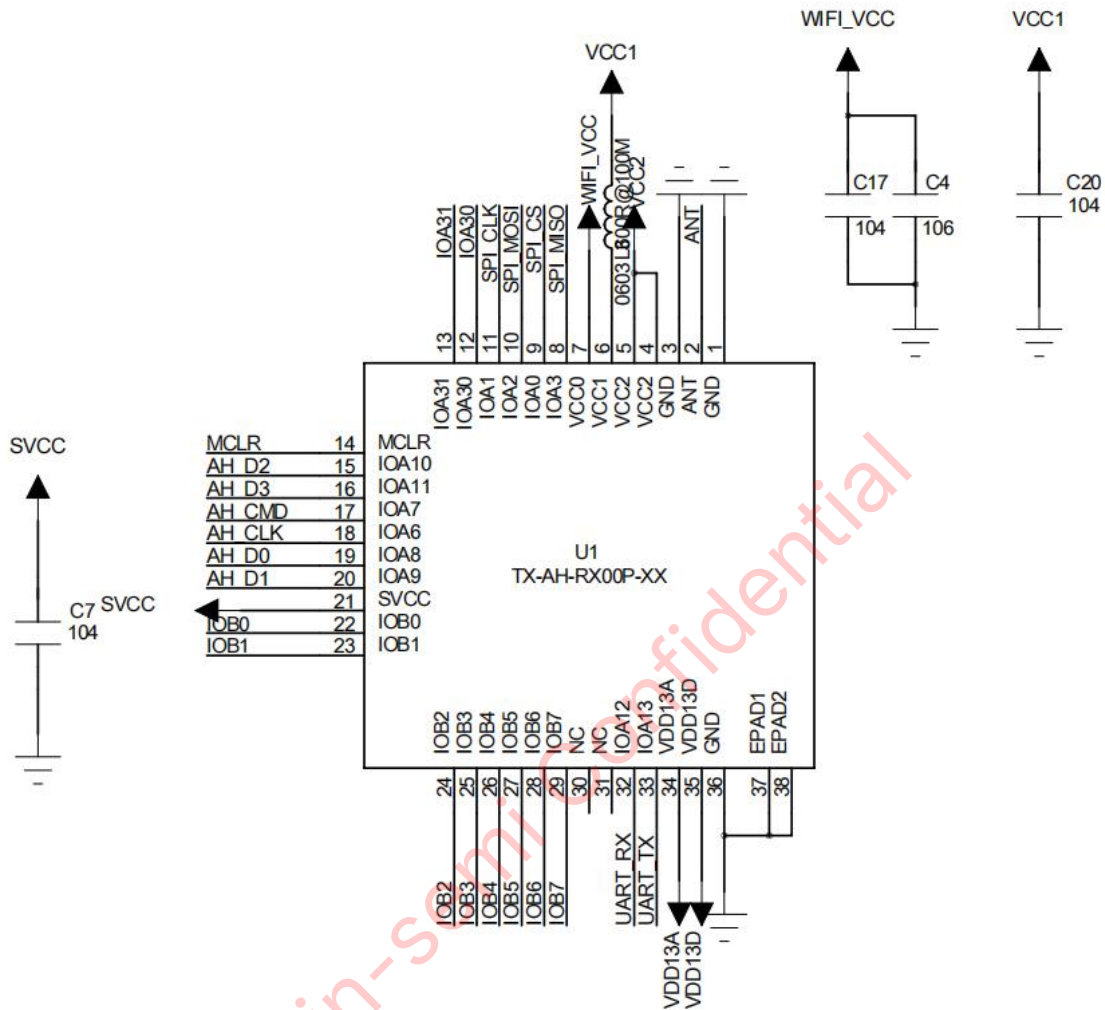 WIFI_VCC
VCC1
VCC1
WIFI_VCC
0603 LB600R@100M
VCC2
C17
104
C4
106
C20
104
IOA31
IOA30
SPI_CLK
SPI_MOSI
SPI_CS
SPI_MISO
ANT
13
12
11
10
9
8
7
6
5
4
3
2
1
IOA31
IOA30
IOA1
IOA2
IOA0
IOA3
VCC0
VCC1
VCC2
VCC2
GND
ANT
GND
SVCC
C7
104
MCLR 14 MCLR
AH_D2 15 IOA10
AH_D3 16 IOA11
AH_CMD 17 IOA7
AH_CLK 18 IOA6
AH_D0 19 IOA8
AH_D1 20 IOA9
SVCC 21 SVCC
IOB0 22 IOB0
IOB1 23 IOB1
U1
TX-AH-RX00P-XX
IOB2
IOB3
IOB4
IOB5
IOB6
IOB7
NC
NC
IOA12
IOA13
VDD13A
VDD13D
GND
EPAD1
EPAD2
24
25
26
27
28
29
30
31
32
33
34
35
36
37
38
IOB2
IOB3
IOB4
IOB5
IOB6
IOB7
UART_RX
UART_TX
VDD13A
VDD13D
in-semi Confidential